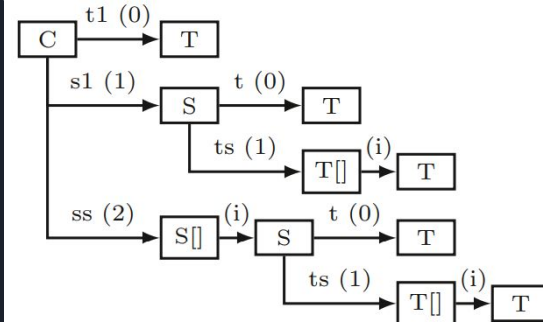 t1 (0)
C T
s1 (1) t (0)
S T
ts (1) (i)
T[] T
ss (2) (i) t (0)
S[] S T
ts (1) (i)
T[] T